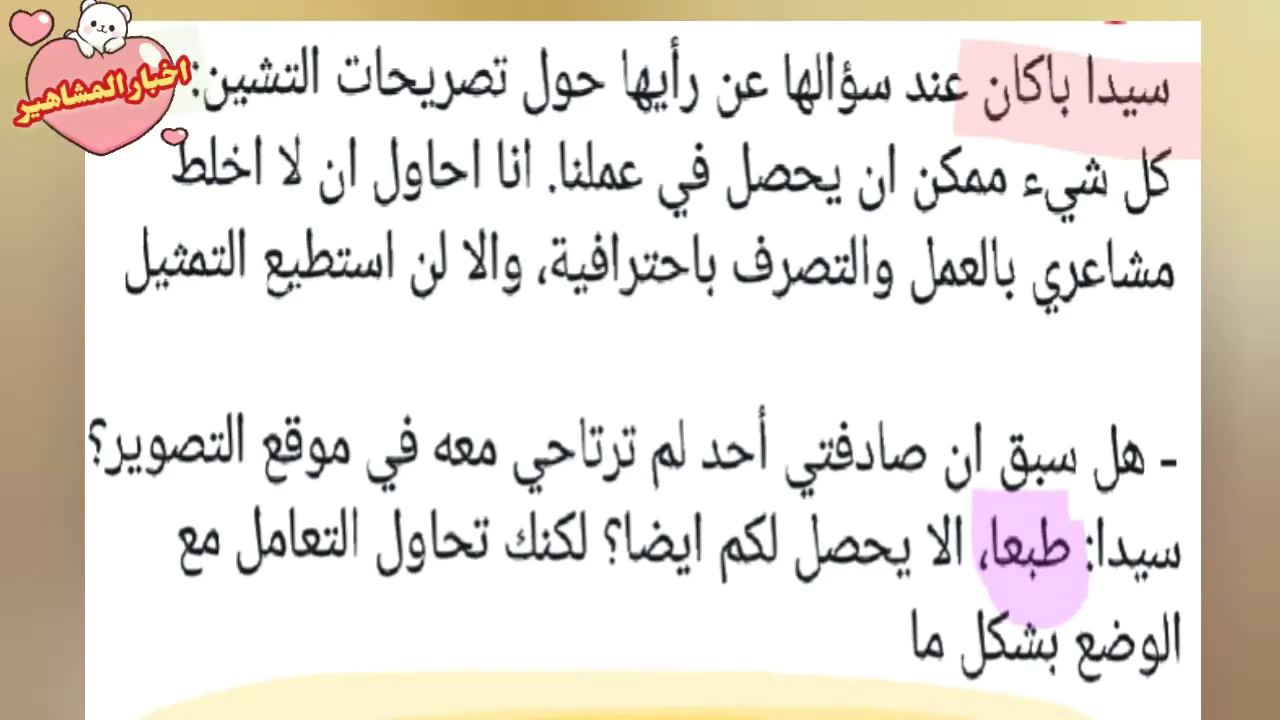 اخبار المشاهير
سيدا باكان عند سؤالها عن رأيها حول تصريحات التشين:
كل شيء ممكن ان يحصل في عملنا. انا احاول ان لا اخلط
مشاعري بالعمل والتصرف باحترافية، والا لن استطيع التمثيل
- هل سبق ان صادفتي أحد لم ترتاحي معه في موقع التصوير؟
سيدا: طبعا، الا يحصل لكم ايضا؟ لكنك تحاول التعامل مع
الوضع بشكل ما